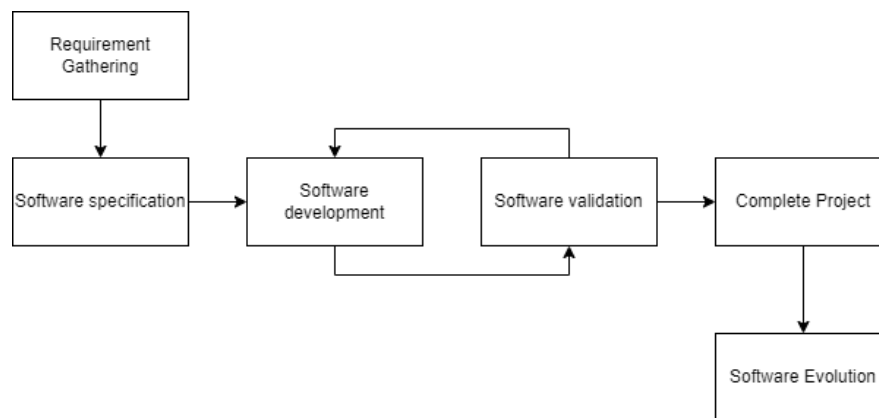 Requirement
Gathering
Software specification
Software
development
Software validation
Complete Project
Software Evolution